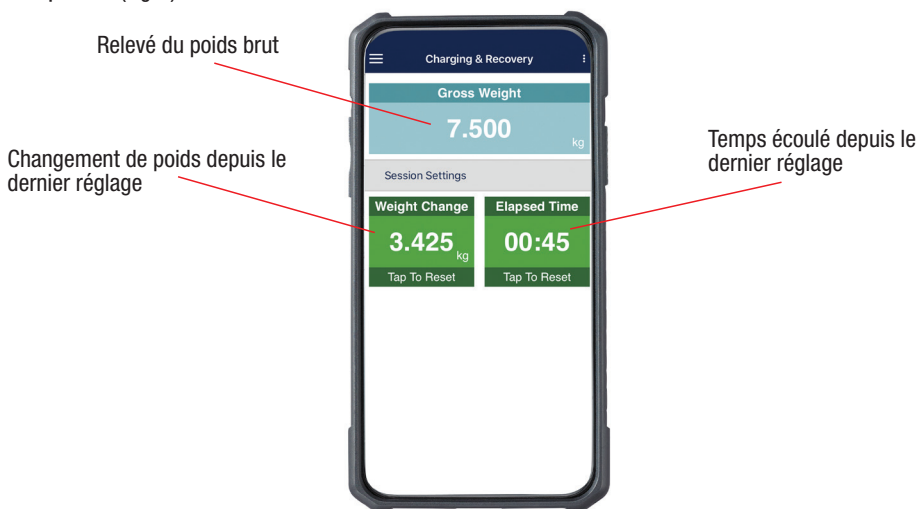 Relevé du poids brut
Charging & Recovery
Gross Weight
7.500
kg
Changement de poids depuis le
dernier réglage
Temps écoulé depuis le
dernier réglage
Session Settings
Weight Change
3.425
kg
Tap To Reset
Elapsed Time
00:45
Tap To Reset